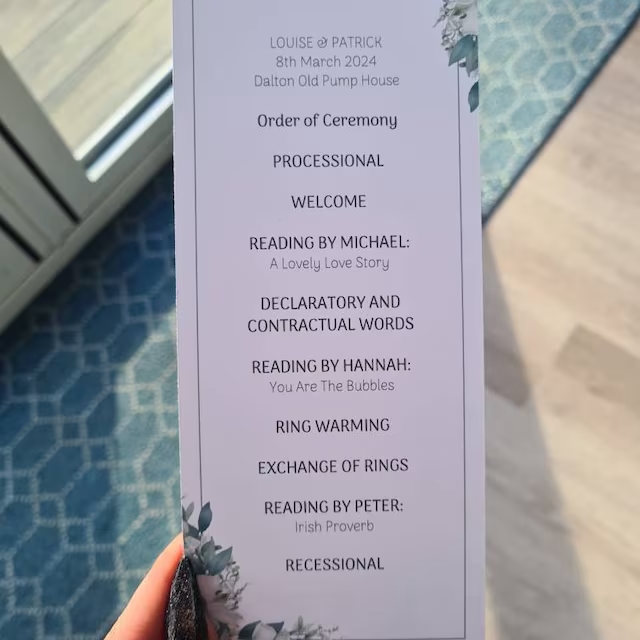 LOUISE & PATRICK
8th March 2024
Dalton Old Pump House
Order of Ceremony
PROCESSIONAL
WELCOME
READING BY MICHAEL:
A Lovely Love Story
DECLARATORY AND
CONTRACTUAL WORDS
READING BY HANNAH:
You Are The Bubbles
RING WARMING
EXCHANGE OF RINGS
READING BY PETER:
Irish Proverb
RECESSIONAL